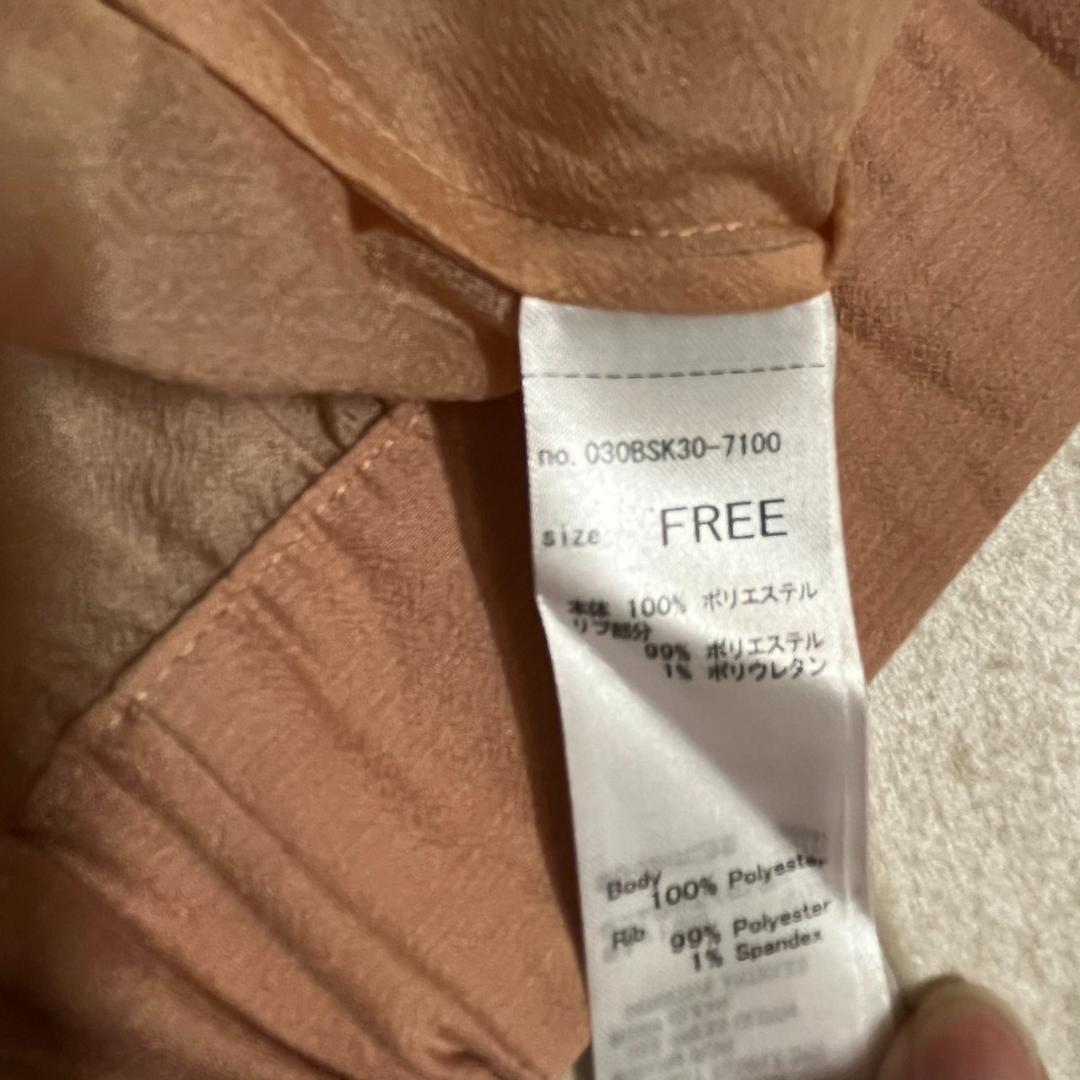 no. 030BSK30-7100
size FREE
本体 100% ポリエステル
リブ部分
99% ポリエステル
1% ポリウレタン
Body
100% Polyester
Rib 99% Polyester
1% Spandex